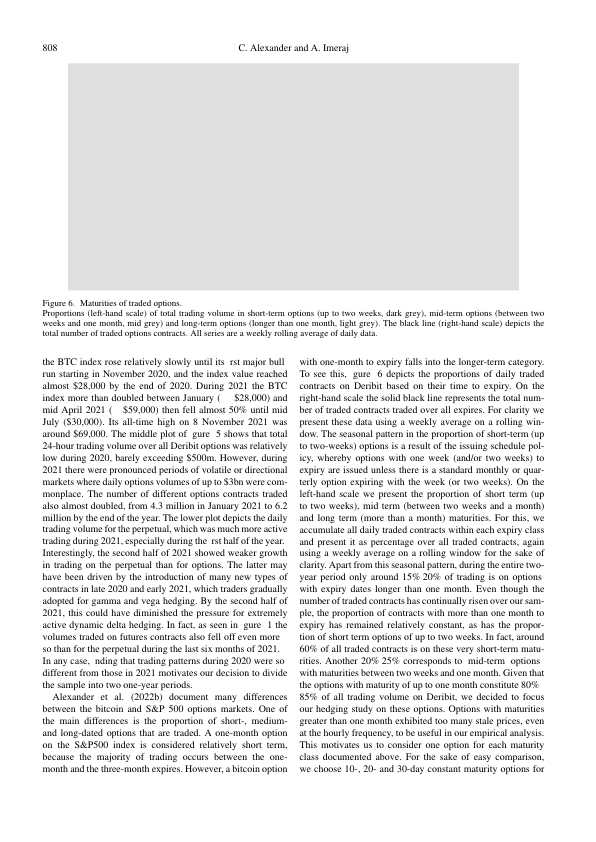 808
C. Alexander and A. Imeraj
Figure 6. Maturities of traded options.
Proportions (left-hand scale) of total trading volume in short-term options (up to two weeks, dark grey), mid-term options (between two
weeks and one month, mid grey) and long-term options (longer than one month, light grey). The black line (right-hand scale) depicts the
total number of traded options contracts. All series are a weekly rolling average of daily data.
the BTC index rose relatively slowly until its rst major bull
run starting in November 2020, and the index value reached
almost $28,000 by the end of 2020. During 2021 the BTC
index more than doubled between January ( $28,000) and
mid April 2021 ( $59,000) then fell almost 50% until mid
July ($30,000). Its all-time high on 8 November 2021 was
around $69,000. The middle plot of gure 5 shows that total
24-hour trading volume over all Deribit options was relatively
low during 2020, barely exceeding $500m. However, during
2021 there were pronounced periods of volatile or directional
markets where daily options volumes of up to $3bn were com-
monplace. The number of different options contracts traded
also almost doubled, from 4.3 million in January 2021 to 6.2
million by the end of the year. The lower plot depicts the daily
trading volume for the perpetual, which was much more active
trading during 2021, especially during the rst half of the year.
Interestingly, the second half of 2021 showed weaker growth
in trading on the perpetual than for options. The latter may
have been driven by the introduction of many new types of
contracts in late 2020 and early 2021, which traders gradually
adopted for gamma and vega hedging. By the second half of
2021, this could have diminished the pressure for extremely
active dynamic delta hedging. In fact, as seen in gure 1 the
volumes traded on futures contracts also fell off even more
so than for the perpetual during the last six months of 2021.
In any case, nding that trading patterns during 2020 were so
different from those in 2021 motivates our decision to divide
the sample into two one-year periods.
Alexander et al. (2022b) document many differences
between the bitcoin and S&P 500 options markets. One of
the main differences is the proportion of short-, medium-
and long-dated options that are traded. A one-month option
on the S&P500 index is considered relatively short term,
because the majority of trading occurs between the one-
month and the three-month expires. However, a bitcoin option
with one-month to expiry falls into the longer-term category.
To see this, gure 6 depicts the proportions of daily traded
contracts on Deribit based on their time to expiry. On the
right-hand scale the solid black line represents the total num-
ber of traded contracts traded over all expires. For clarity we
present these data using a weekly average on a rolling win-
dow. The seasonal pattern in the proportion of short-term (up
to two-weeks) options is a result of the issuing schedule pol-
icy, whereby options with one week (and/or two weeks) to
expiry are issued unless there is a standard monthly or quar-
terly option expiring with the week (or two weeks). On the
left-hand scale we present the proportion of short term (up
to two weeks), mid term (between two weeks and a month)
and long term (more than a month) maturities. For this, we
accumulate all daily traded contracts within each expiry class
and present it as percentage over all traded contracts, again
using a weekly average on a rolling window for the sake of
clarity. Apart from this seasonal pattern, during the entire two-
year period only around 15% 20% of trading is on options
with expiry dates longer than one month. Even though the
number of traded contracts has continually risen over our sam-
ple, the proportion of contracts with more than one month to
expiry has remained relatively constant, as has the propor-
tion of short term options of up to two weeks. In fact, around
60% of all traded contracts is on these very short-term matu-
rities. Another 20% 25% corresponds to mid-term options
with maturities between two weeks and one month. Given that
the options with maturity of up to one month constitute 80%
85% of all trading volume on Deribit, we decided to focus
our hedging study on these options. Options with maturities
greater than one month exhibited too many stale prices, even
at the hourly frequency, to be useful in our empirical analysis.
This motivates us to consider one option for each maturity
class documented above. For the sake of easy comparison,
we choose 10-, 20- and 30-day constant maturity options for